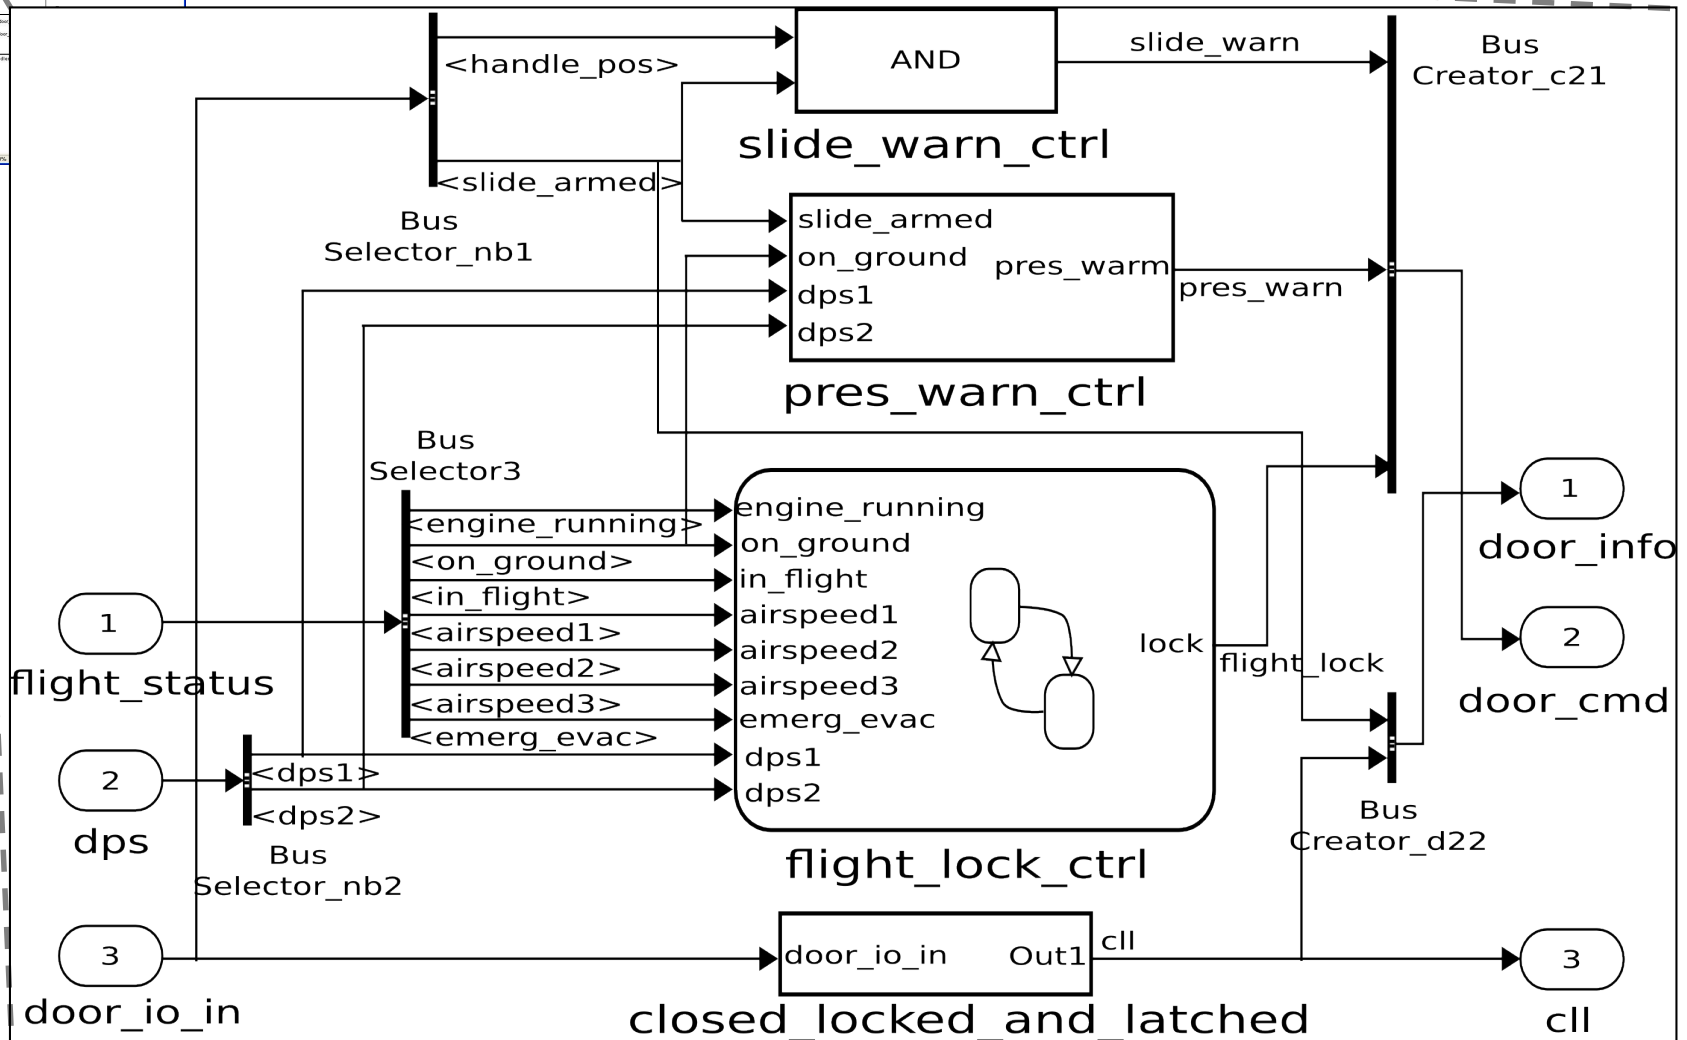 AND
slide_warn
Bus
Creator_c21
<handle_pos>
slide_warn_ctrl
<slide_armed>
Bus
Selector_nb1
slide_armed
on_ground
dps1
dps2
pres_warm
pres_warn
pres_warn_ctrl
Bus
Selector3
<engine_running>
<on_ground>
<in_flight>
<airspeed1>
<airspeed2>
<airspeed3>
<emerg_evac>
engine_running
on_ground
in_flight
airspeed1
airspeed2
airspeed3
emerg_evac
dps1
dps2
lock
flight_lock
flight_lock_ctrl
1
door_info
2
door_cmd
1
flight_status
2
dps
<dps1>
<dps2>
Bus
Selector_nb2
Bus
Creator_d22
3
door_io_in
door_io_in
Out1
cll
closed_locked_and_latched
3
cll